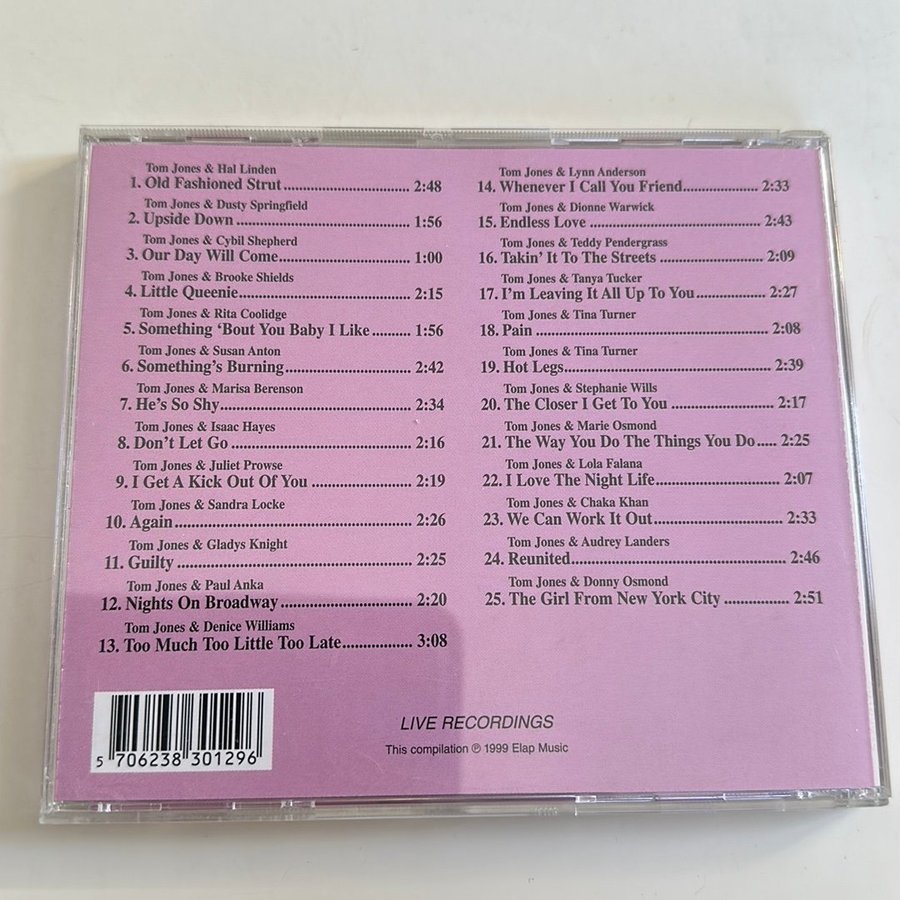 Tom Jones & Hal Linden
1. Old Fashioned Strut................................ 2:48
Tom Jones & Dusty Springfield
2. Upside Down ............................................ 1:56
Tom Jones & Cybil Shepherd
3. Our Day Will Come.................................. 1:00
Tom Jones & Brooke Shields
4. Little Queenie............................................ 2:15
Tom Jones & Rita Coolidge
5. Something ‘Bout You Baby I Like.......... 1:56
Tom Jones & Susan Anton
6. Something's Burning................................ 2:42
Tom Jones & Marisa Berenson
7. He's So Shy................................................ 2:34
Tom Jones & Isaac Hayes
8. Don't Let Go ............................................. 2:16
Tom Jones & Juliet Prowse
9. I Get A Kick Out Of You ......................... 2:19
Tom Jones & Sandra Locke
10. Again........................................................... 2:26
Tom Jones & Gladys Knight
11. Guilty .......................................................... 2:25
Tom Jones & Paul Anka
12. Nights On Broadway................................. 2:20
Tom Jones & Denice Williams
13. Too Much Too Little Too Late................. 3:08
Tom Jones & Lynn Anderson
14. Whenever I Call You Friend................... 2:33
Tom Jones & Dionne Warwick
15. Endless Love ........................................... 2:43
Tom Jones & Teddy Pendergrass
16. Takin' It To The Streets .......................... 2:09
Tom Jones & Tanya Tucker
17. I'm Leaving It All Up To You................. 2:27
Tom Jones & Tina Turner
18. Pain .......................................................... 2:08
Tom Jones & Tina Turner
19. Hot Legs.................................................... 2:39
Tom Jones & Stephanie Wills
20. The Closer I Get To You ......................... 2:17
Tom Jones & Marie Osmond
21. The Way You Do The Things You Do..... 2:25
Tom Jones & Lola Falana
22. I Love The Night Life............................... 2:07
Tom Jones & Chaka Khan
23. We Can Work It Out................................ 2:33
Tom Jones & Audrey Landers
24. Reunited..................................................... 2:46
Tom Jones & Donny Osmond
25. The Girl From New York City ................ 2:51
LIVE RECORDINGS
This compilation ℗ 1999 Elap Music
5 706238 301296